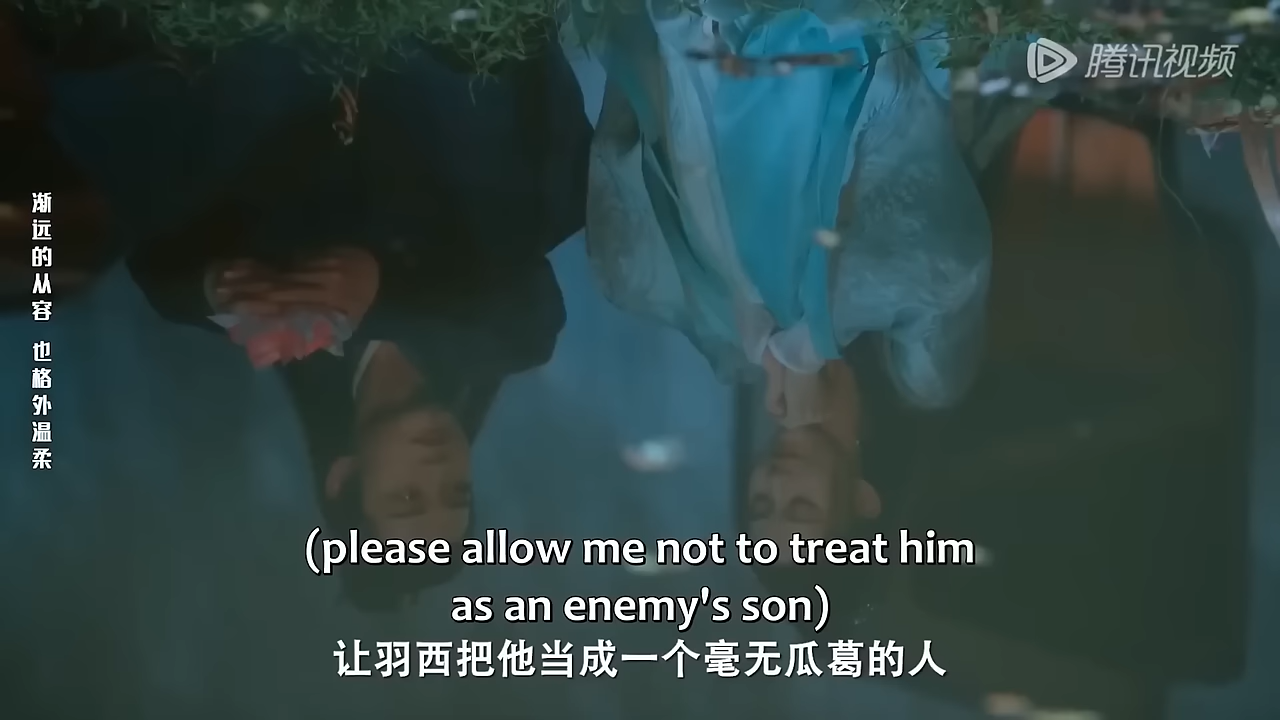 腾讯视频
渐远的从容 也格外温柔
(please allow me not to treat him
as an enemy's son)
让羽西把他当成一个毫无瓜葛的人